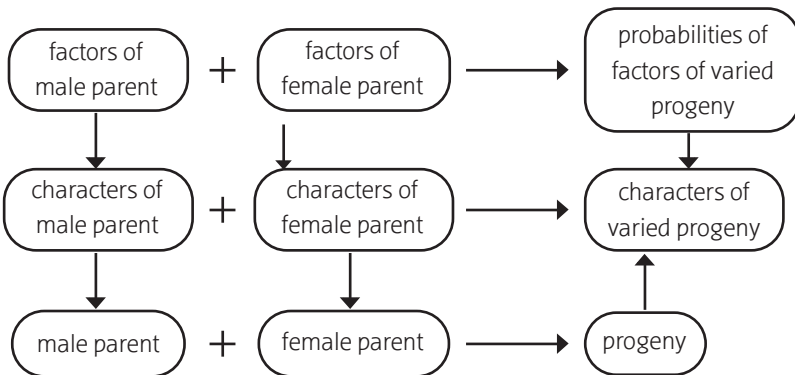 factors of
male parent
+
factors of
female parent
probabilities of
factors of varied
progeny
characters of
male parent
+
characters of
female parent
characters of
varied progeny
male parent
+
female parent
progeny